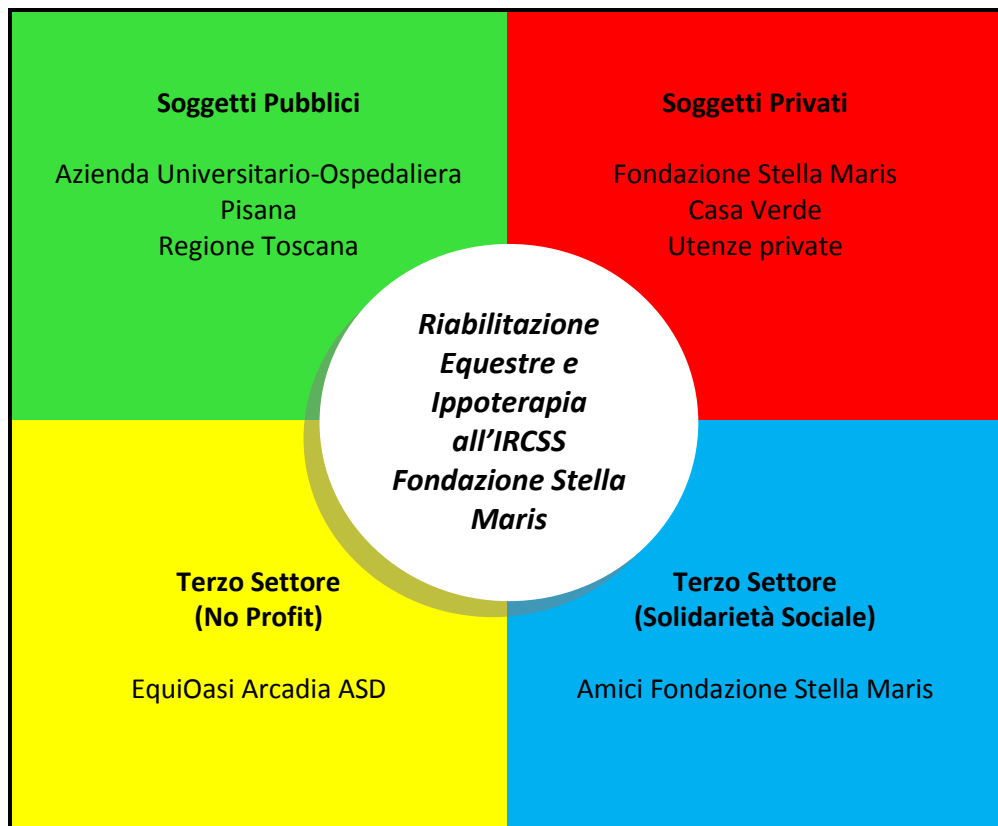 Soggetti Pubblici
Azienda Universitario-Ospedaliera
Pisana
Regione Toscana
Soggetti Privati
Fondazione Stella Maris
Casa Verde
Utenze private
Riabilitazione
Equestre e
Ippoterapia
all’IRCSS
Fondazione Stella
Maris
Terzo Settore
(No Profit)
EquiOasi Arcadia ASD
Terzo Settore
(Solidarietà Sociale)
Amici Fondazione Stella Maris